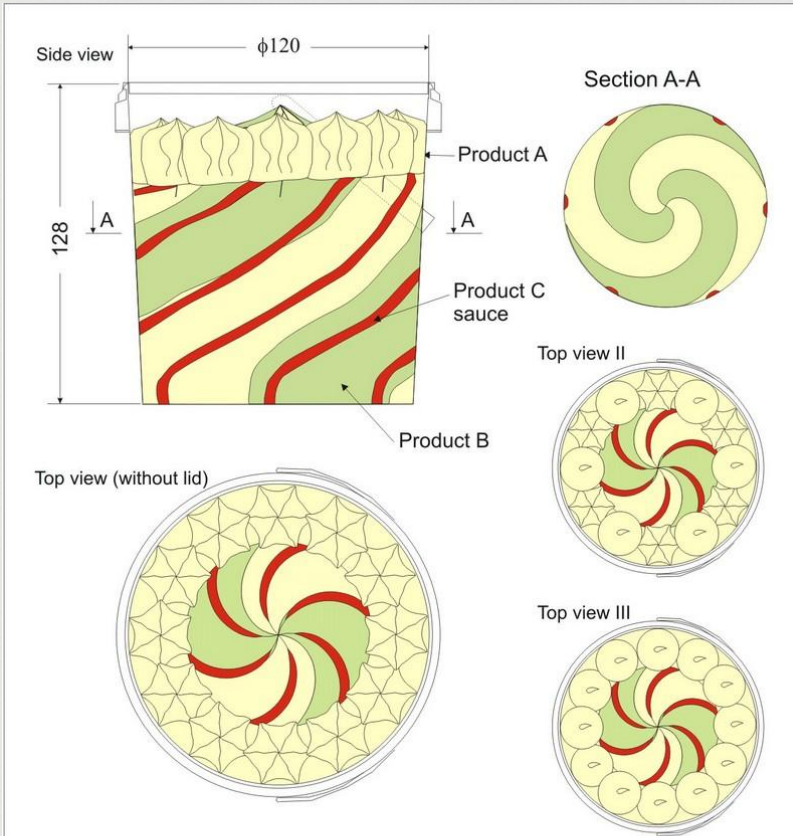 Side view
ϕ120
Section A-A
Product A
A
A
128
Product C
sauce
Top view II
Product B
Top view (without lid)
Top view III